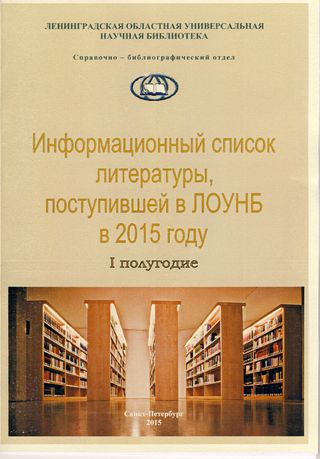 ЛЕНИНГРАДСКАЯ ОБЛАСТНАЯ УНИВЕРСАЛЬНАЯ
НАУЧНАЯ БИБЛИОТЕКА
Справочно – библиографический отдел
Информационный список
литературы,
поступившей в ЛОУНБ
в 2015 году
I полугодие
Санкт-Петербург
2015